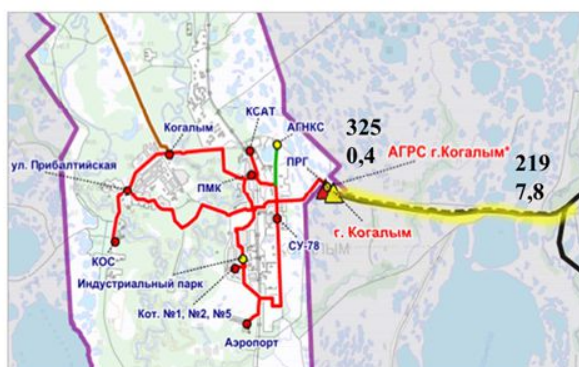 КСАТ
Когалым
АГНКС
325
0,4
АГРС г.Когалым*
ул. Прибалтийская
ПРГ
219
7,8
ПМК
г. Когалым
КОС
СУ-78
Индустриальный парк
Кот. №1, №2, №5
Аэропорт